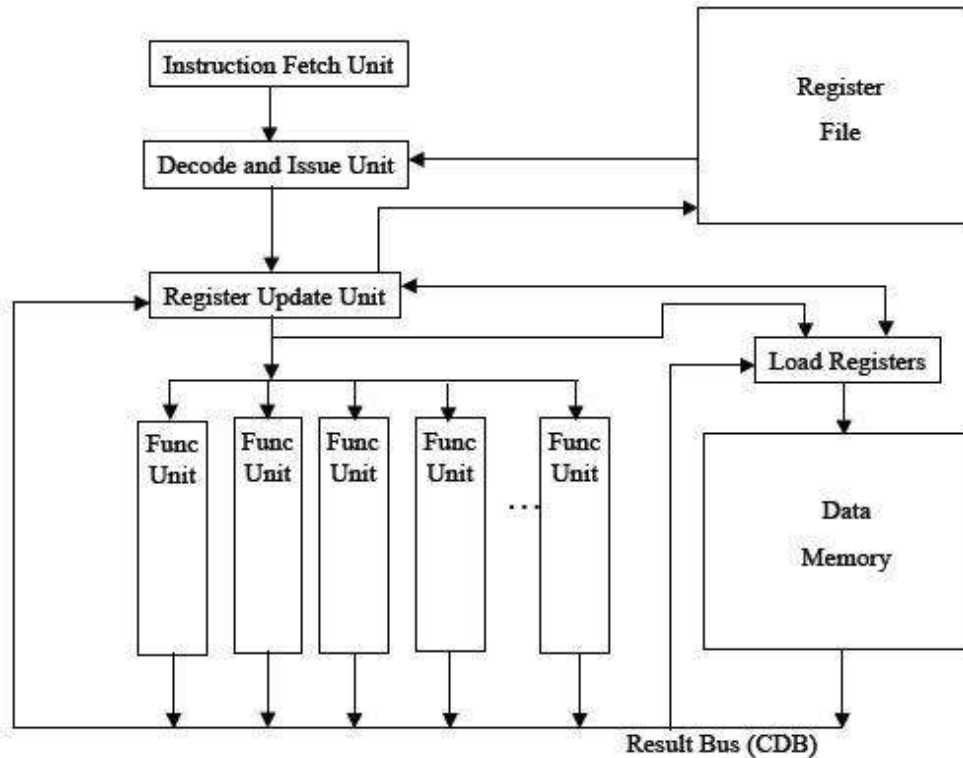 Instruction Fetch Unit
Register
File
Decode and Issue Unit
Register Update Unit
Load Registers
Func
Unit
Func
Unit
Func
Unit
Func
Unit
...
Func
Unit
Data
Memory
Result Bus (CDB)